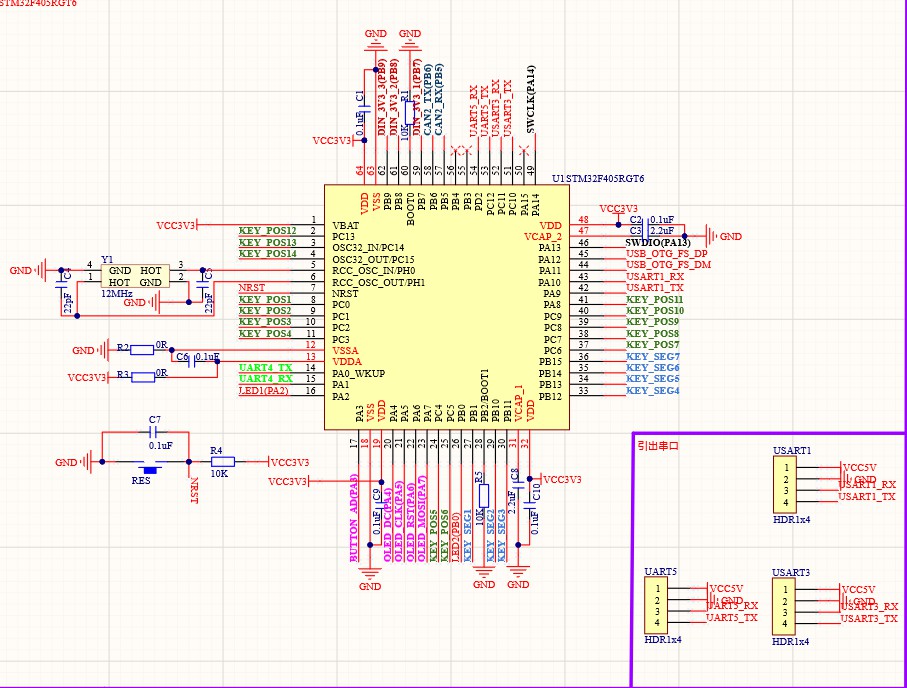 STM32F405RGT6
GND
GND
C1
0.1uF
VCC3V3
DIN_3V3_3(PB9)
DIN_3V3_2(PB8)
R1
10K
DIN_3V3_1(PB7)
CAN2_TX(PB6)
CAN2_RX(PB5)
UART5_RX
UART5_TX
USART3_RX
USART3_TX
SWCLK(PA14)
64 63 62 61 60 59 58 57 56 55 54 53 52 51 50 49
U1STM32F405RGT6
VDD VSS PB9 PB8 BOOT0 PB7 PB6 PB5 PB4 PB3 PD2 PC12 PC11 PC10 PA15 PA14
VCC3V3 1 VBAT
KEY_POS12 2 PC13
KEY_POS13 3 OSC32_IN/PC14
KEY_POS14 4 OSC32_OUT/PC15
5 RCC_OSC_IN/PH0
6 RCC_OSC_OUT/PH1
NRST 7 NRST
KEY_POS1 8 PC0
KEY_POS2 9 PC1
KEY_POS3 10 PC2
KEY_POS4 11 PC3
12 VSSA
13 VDDA
UART4_TX 14 PA0_WKUP
UART4_RX 15 PA1
LED1(PA2) 16 PA2
VCC3V3
VDD 48 C2 0.1uF
VCAP_2 47 C3 2.2uF
GND
PA13 46 SWDIO(PA13)
PA12 45 USB_OTG_FS_DP
PA11 44 USB_OTG_FS_DM
PA10 43 USART1_RX
PA9 42 USART1_TX
PA8 41 KEY_POS11
PC9 40 KEY_POS10
PC8 39 KEY_POS9
PC7 38 KEY_POS8
PC6 37 KEY_POS7
PB15 36 KEY_SEG7
PB14 35 KEY_SEG6
PB13 34 KEY_SEG5
PB12 33 KEY_SEG4
Y1
GND
4 GND HOT 3
1 HOT GND 2
12MHz
22pF
GND
22pF
GND R2 0R
C6 0.1uF
VCC3V3 R3 0R
PA3 VSS VDD PA4 PA5 PA6 PA7 PC4 PC5 PB0 PB1 PB2/BOOT1 PB10 PB11 VCAP_1 VDD
17 18 19 20 21 22 23 24 25 26 27 28 29 30 31 32
C7
0.1uF
GND
RES
NRST
R4
10K
VCC3V3
VCC3V3
BUTTON_AD(PA3)
C9
0.1uF
OLED_DC(PA4)
OLED_CLK(PA5)
OLED_RST(PA6)
OLED_MOSI(PA7)
KEY_POS5
KEY_POS6
LED2(PB0)
KEY_SEG1
R5
10K
KEY_SEG2
KEY_SEG3
C8
2.2uF
C10
0.1uF
VCC3V3
GND
GND
GND
引出串口
USART1
1 VCC5V
2 GND
3 USART1_RX
4 USART1_TX
HDR1x4
UART5
1 VCC5V
2 GND
3 UART5_RX
4 UART5_TX
HDR1x4
USART3
1 VCC5V
2 GND
3 USART3_RX
4 USART3_TX
HDR1x4